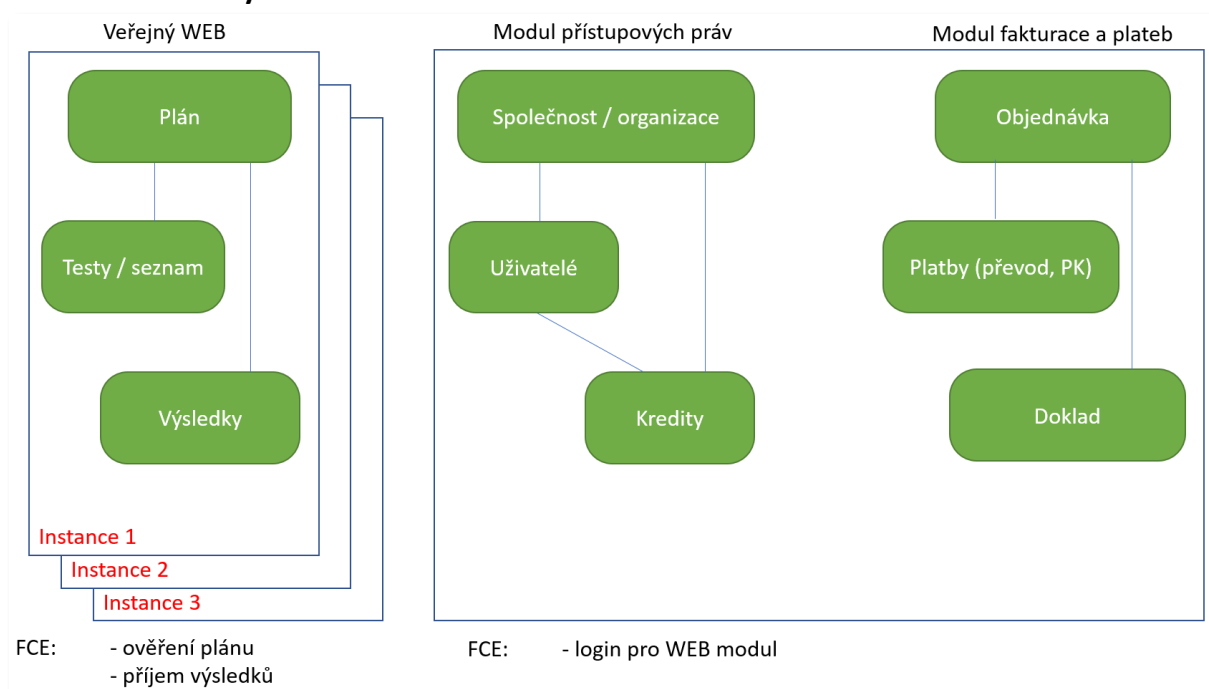 Veřejný WEB
Modul přístupových práv
Modul fakturace a plateb
Plán
Společnost / organizace
Objednávka
Testy / seznam
Uživatelé
Platby (převod, PK)
Výsledky
Kredity
Doklad
Instance 1
Instance 2
Instance 3
FCE: - ověření plánu
- příjem výsledků
FCE: - login pro WEB modul